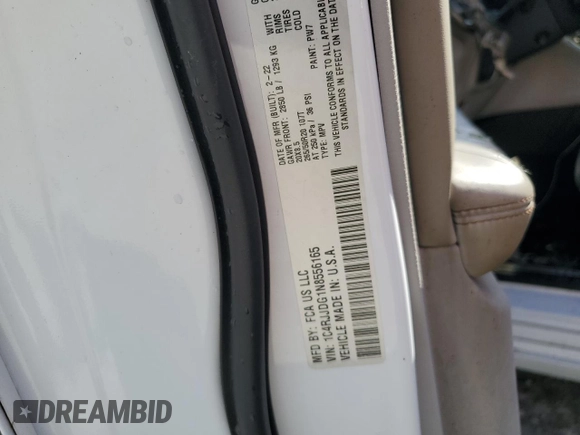 MFD BY: FCA US LLC
VIN: 1C4RJJDG1N8556165
VEHICLE MADE IN: U.S.A.
DATE OF MFR (BUILT): 2-22
GAWR FRONT: 2850 LB / 1293 KG
20X8.5
265/50R20 107T
AT 250 kPa / 36 PSI
TYPE: MPV
PAINT: PW7
THIS VEHICLE CONFORMS TO ALL APPLICABLE
STANDARDS IN EFFECT ON THE
WITH
RIMS
TIRES
COLD
DREAMBID